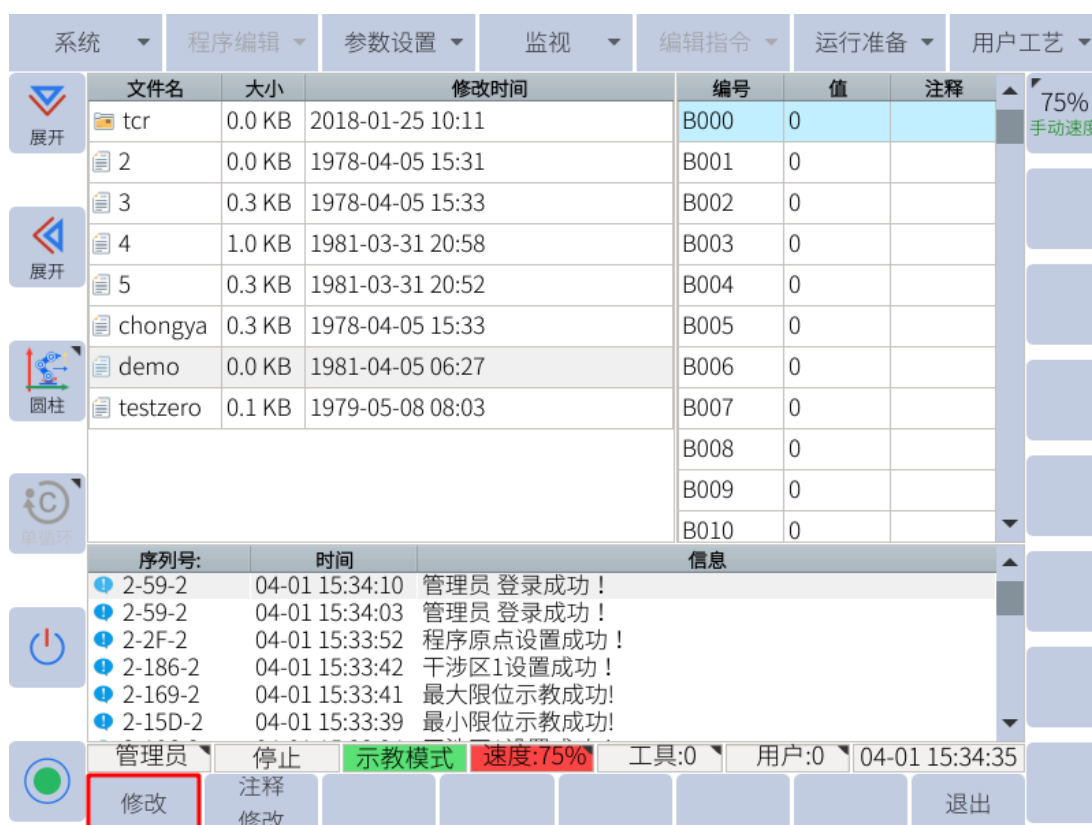 系统 程序编辑 参数设置 监视 编辑指令 运行准备 用户工艺
展开
展开
圆柱
单循环
文件名 大小 修改时间
tcr 0.0 KB 2018-01-25 10:11
2 0.0 KB 1978-04-05 15:31
3 0.3 KB 1978-04-05 15:33
4 1.0 KB 1981-03-31 20:58
5 0.3 KB 1981-03-31 20:52
chongya 0.3 KB 1978-04-05 15:33
demo 0.0 KB 1981-04-05 06:27
testzero 0.1 KB 1979-05-08 08:03
编号 值 注释
B000 0
B001 0
B002 0
B003 0
B004 0
B005 0
B006 0
B007 0
B008 0
B009 0
B010 0
75%
手动速度
序列号: 时间 信息
2-59-2 04-01 15:34:10 管理员 登录成功！
2-59-2 04-01 15:34:03 管理员 登录成功！
2-2F-2 04-01 15:33:52 程序原点设置成功！
2-186-2 04-01 15:33:42 干涉区1设置成功！
2-169-2 04-01 15:33:41 最大限位示教成功!
2-15D-2 04-01 15:33:39 最小限位示教成功!
管理员 停止 示教模式 速度:75% 工具:0 用户:0 04-01 15:34:35
修改
注释
修改
退出